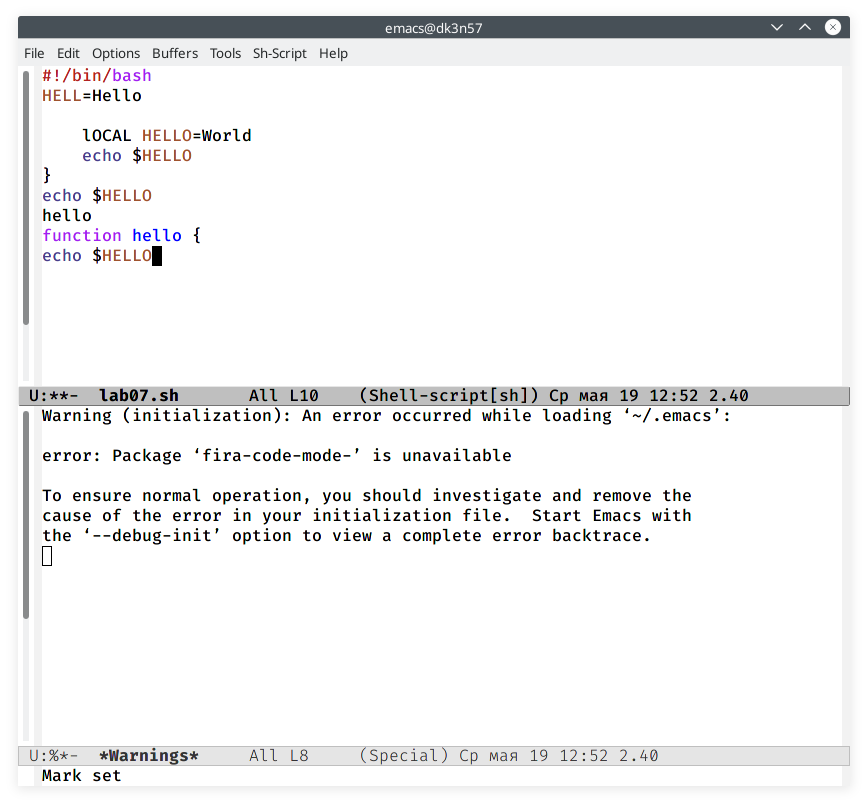 emacs@dk3n57
File Edit Options Buffers Tools Sh-Script Help
#!/bin/bash
HELL=Hello
lOCAL HELLO=World
echo $HELLO
}
echo $HELLO
hello
function hello {
echo $HELLO
U:**- lab07.sh All L10 (Shell-script[sh]) Ср мая 19 12:52 2.40
Warning (initialization): An error occurred while loading ‘~/.emacs’:
error: Package ‘fira-code-mode-’ is unavailable
To ensure normal operation, you should investigate and remove the
cause of the error in your initialization file. Start Emacs with
the ‘--debug-init’ option to view a complete error backtrace.
U:%*- *Warnings* All L8 (Special) Ср мая 19 12:52 2.40
Mark set